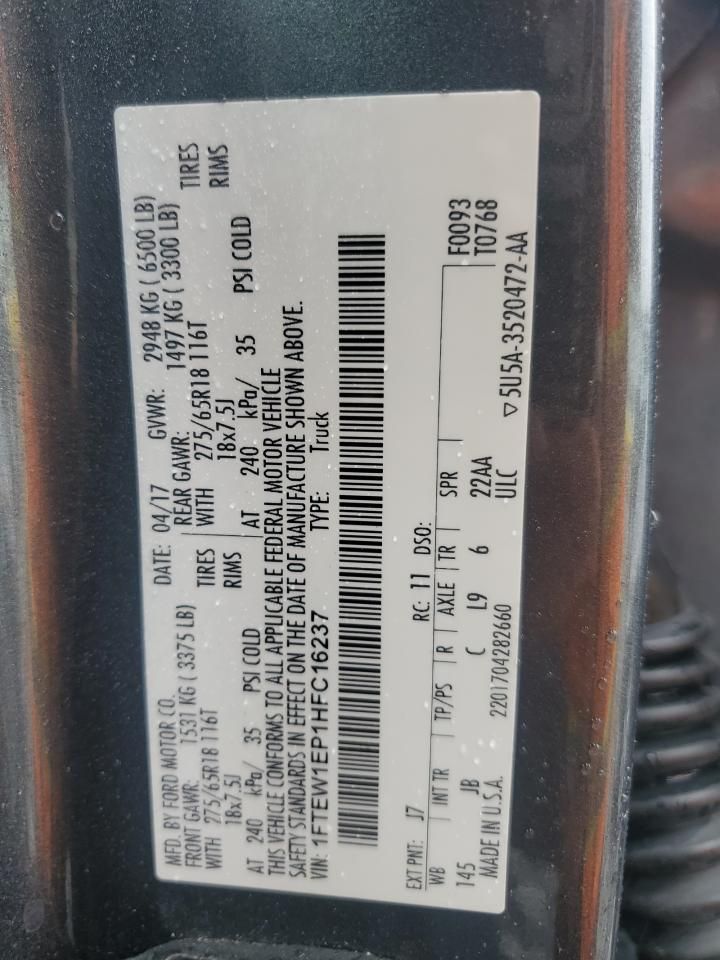 MFD. BY FORD MOTOR CO.
DATE: 04/17
GVWR: 2948 KG ( 6500 LB)
FRONT GAWR: 1531 KG ( 3375 LB)
REAR GAWR: 1497 KG ( 3300 LB)
WITH 275/65R18 116T TIRES
WITH 275/65R18 116T TIRES
18x7.5J RIMS
18x7.5J RIMS
AT 240 kPa/ 35 PSI COLD
AT 240 kPa/ 35 PSI COLD
THIS VEHICLE CONFORMS TO ALL APPLICABLE FEDERAL MOTOR VEHICLE
SAFETY STANDARDS IN EFFECT ON THE DATE OF MANUFACTURE SHOWN ABOVE.
VIN: 1FTEW1EP1HFC16237
TYPE: Truck
EXT PNT: J7 RC: 11 DSO:
WB INT TR TP/PS R AXLE TR SPR
F0093
T0768
145 JB C L9 6 22AA
ULC
MADE IN U.S.A. 2201704282660
▽ 5U5A-3520472-AA